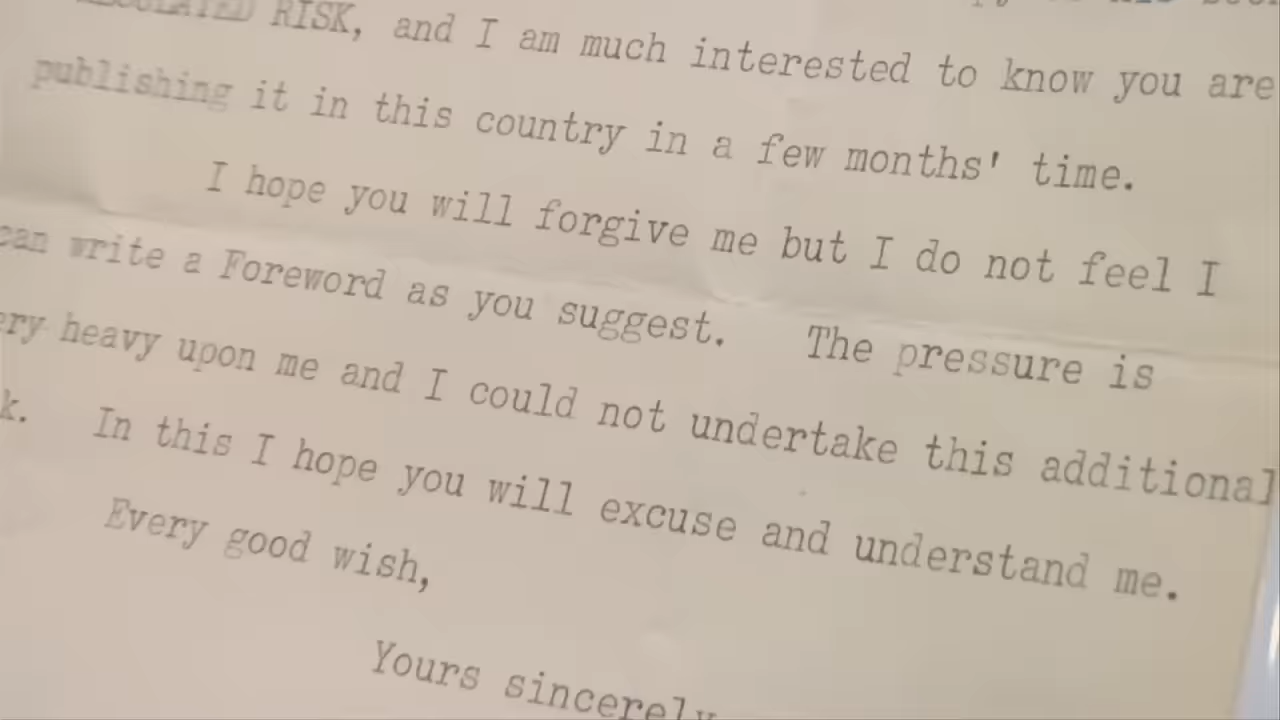 RISK, and I am much interested to know you are
publishing it in this country in a few months' time.
I hope you will forgive me but I do not feel I
can write a Foreword as you suggest. The pressure is
heavy upon me and I could not undertake this additional
In this I hope you will excuse and understand me.
Every good wish,
Yours sincerely